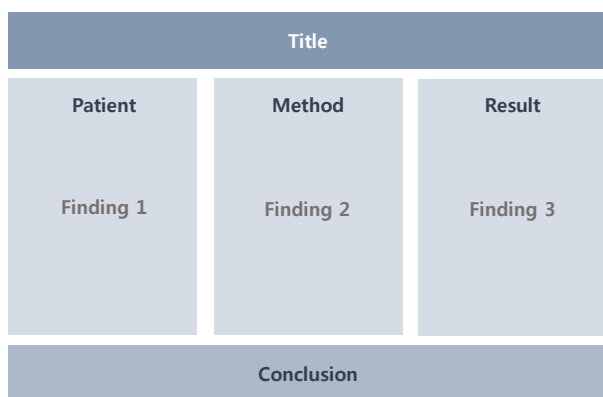 Title
Patient
Method
Result
Finding 1
Finding 2
Finding 3
Conclusion